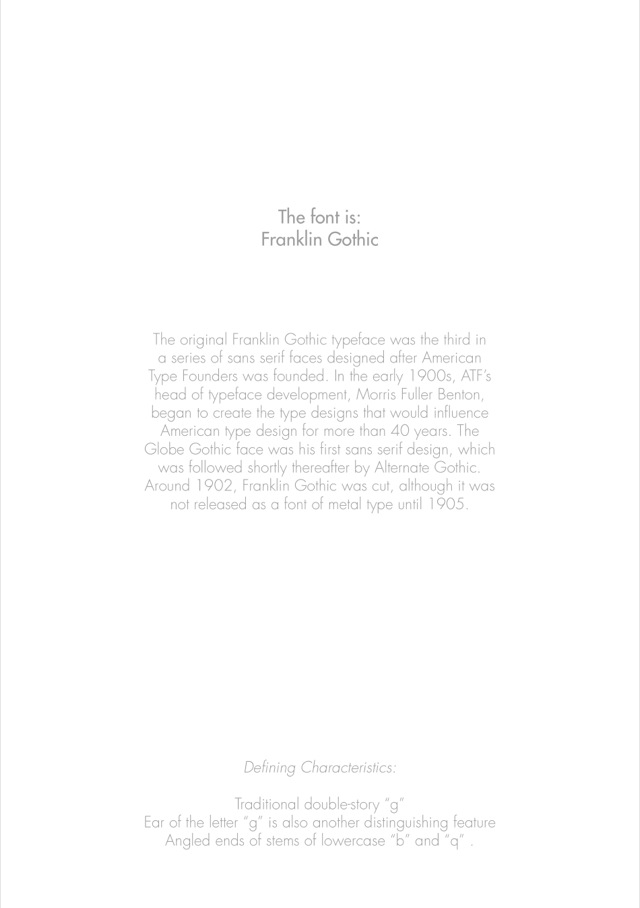 The font is:
Franklin Gothic
The original Franklin Gothic typeface was the third in
a series of sans serif faces designed after American
Type Founders was founded. In the early 1900s, ATF's
head of typeface development, Morris Fuller Benton,
began to create the type designs that would influence
American type design for more than 40 years. The
Globe Gothic face was his first sans serif design, which
was followed shortly thereafter by Alternate Gothic.
Around 1902, Franklin Gothic was cut, although it was
not released as a font of metal type until 1905.
Defining Characteristics:
Traditional double-story “g”
Ear of the letter “g” is also another distinguishing feature
Angled ends of stems of lowercase “b” and “q” .